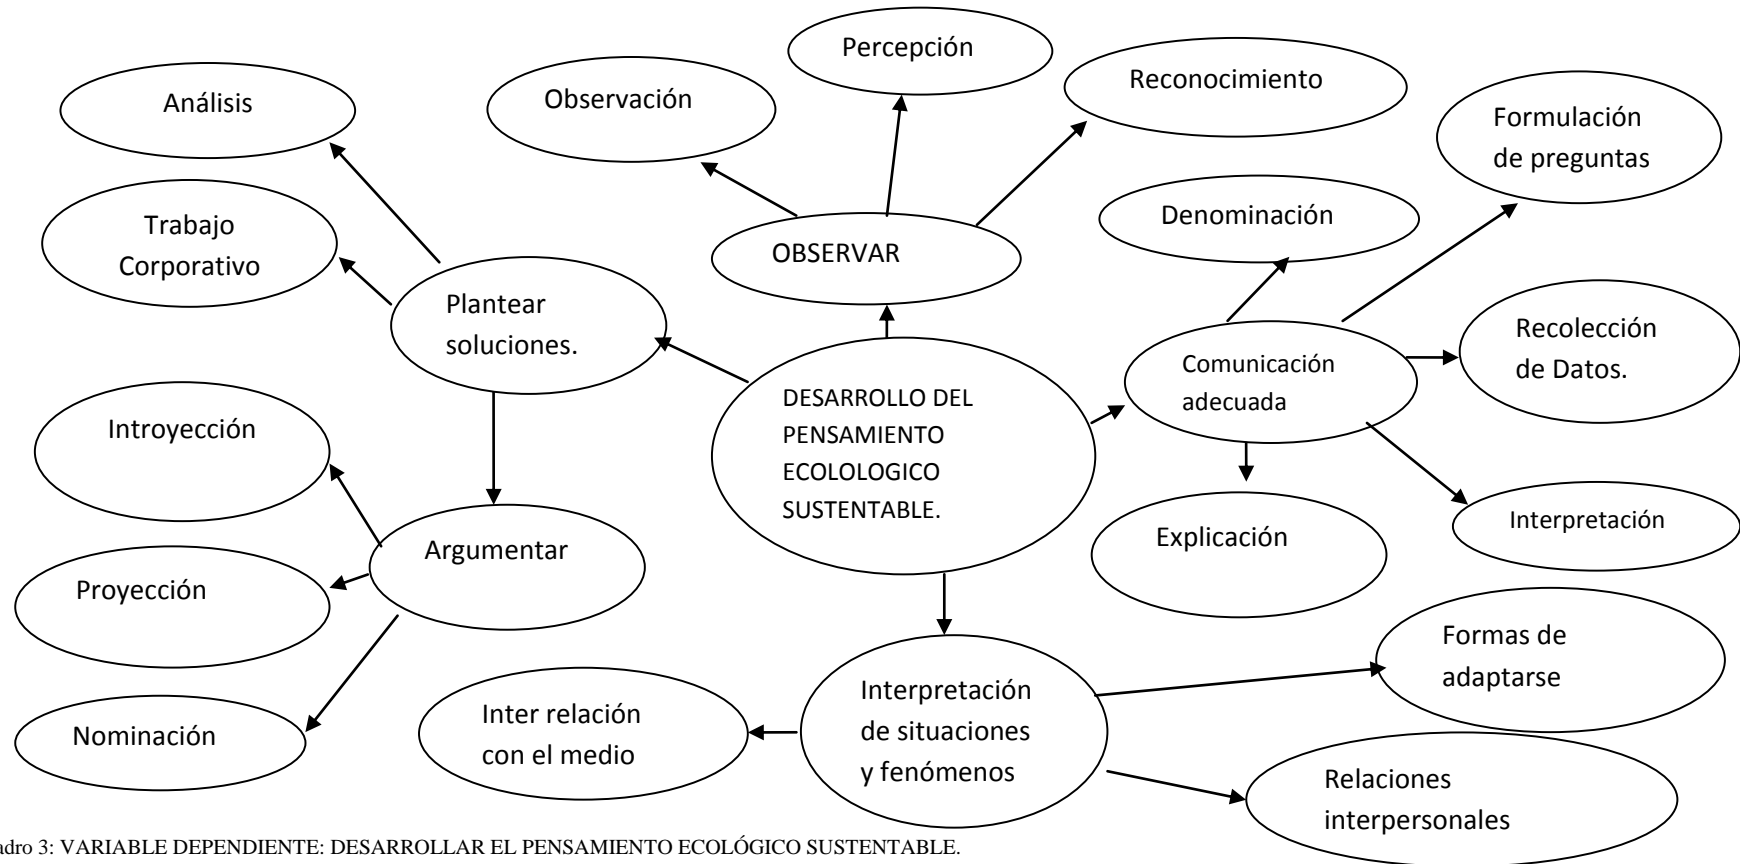 Percepción
Reconocimiento
Observación
Análisis
Formulación
de preguntas
Denominación
Trabajo
Corporativo
OBSERVAR
Plantear
soluciones.
Recolección
de Datos.
Comunicación
adecuada
DESARROLLO DEL
PENSAMIENTO
ECOLOLOGICO
SUSTENTABLE.
Introyección
Interpretación
Explicación
Argumentar
Proyección
Formas de
adaptarse
Interpretación
de situaciones
y fenómenos
Inter relación
con el medio
Nominación
Relaciones
interpersonales
adro 3: VARIABLE DEPENDIENTE: DESARROLLAR EL PENSAMIENTO ECOLÓGICO SUSTENTABLE.